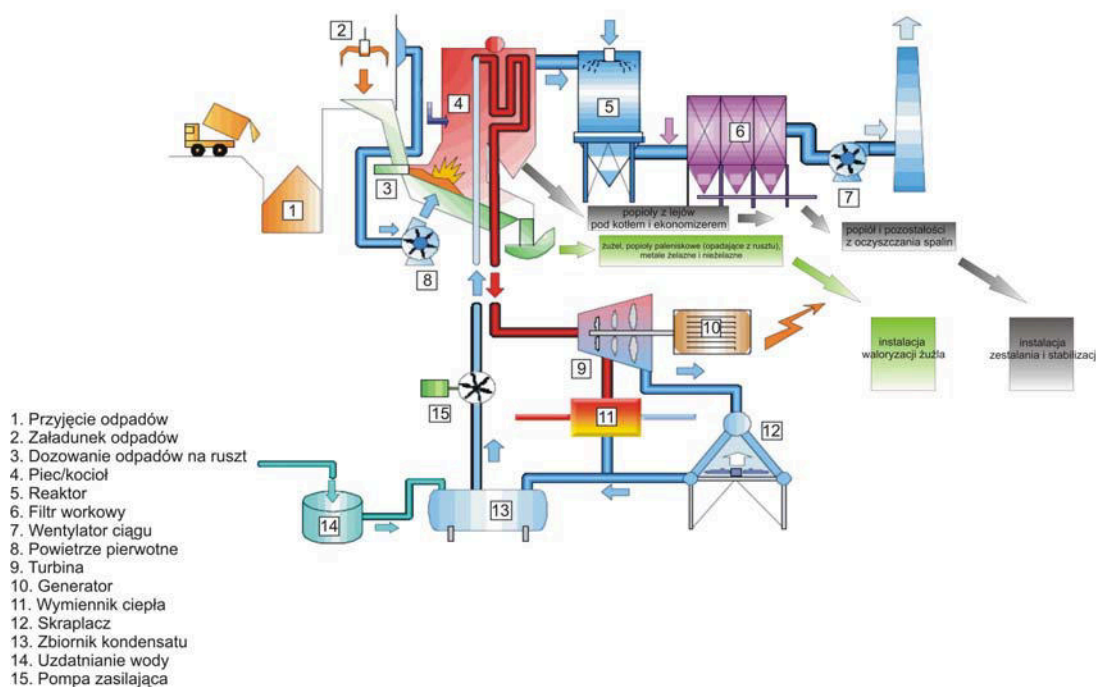 2
4
5
6
3
1
7
8
popioły z lejów
pod kotłem i ekonomizerem
popiół i pozostałości
z oczyszczania spalin
żużel, popioły paleniskowe (opadające z rusztu),
metale żelazne i nieżelazne
10
9
instalacja
waloryzacji żużla
instalacja
zestalania i stabilizacj
15
11
12
13
14
1. Przyjęcie odpadów
2. Załadunek odpadów
3. Dozowanie odpadów na ruszt
4. Piec/kocioł
5. Reaktor
6. Filtr workowy
7. Wentylator ciągu
8. Powietrze pierwotne
9. Turbina
10. Generator
11. Wymiennik ciepła
12. Skraplacz
13. Zbiornik kondensatu
14. Uzdatnianie wody
15. Pompa zasilająca